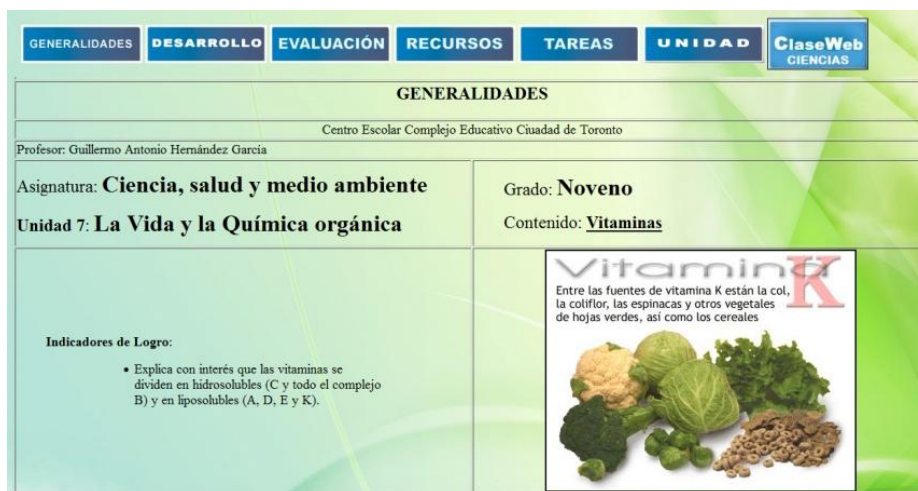 GENERALIDADES
DESARROLLO
EVALUACIÓN
RECURSOS
TAREAS
UNIDAD
ClaseWeb
CIENCIAS
GENERALIDADES
Centro Escolar Complejo Educativo Ciuadad de Toronto
Profesor: Guillermo Antonio Hernández García
Asignatura: Ciencia, salud y medio ambiente
Unidad 7: La Vida y la Química orgánica
Grado: Noveno
Contenido: Vitaminas
Indicadores de Logro:
• Explica con interés que las vitaminas se
dividen en hidrosolubles (C y todo el complejo
B) y en liposolubles (A, D, E y K).
Vitamina K
Entre las fuentes de vitamina K están la col,
la coliflor, las espinacas y otros vegetales
de hojas verdes, así como los cereales